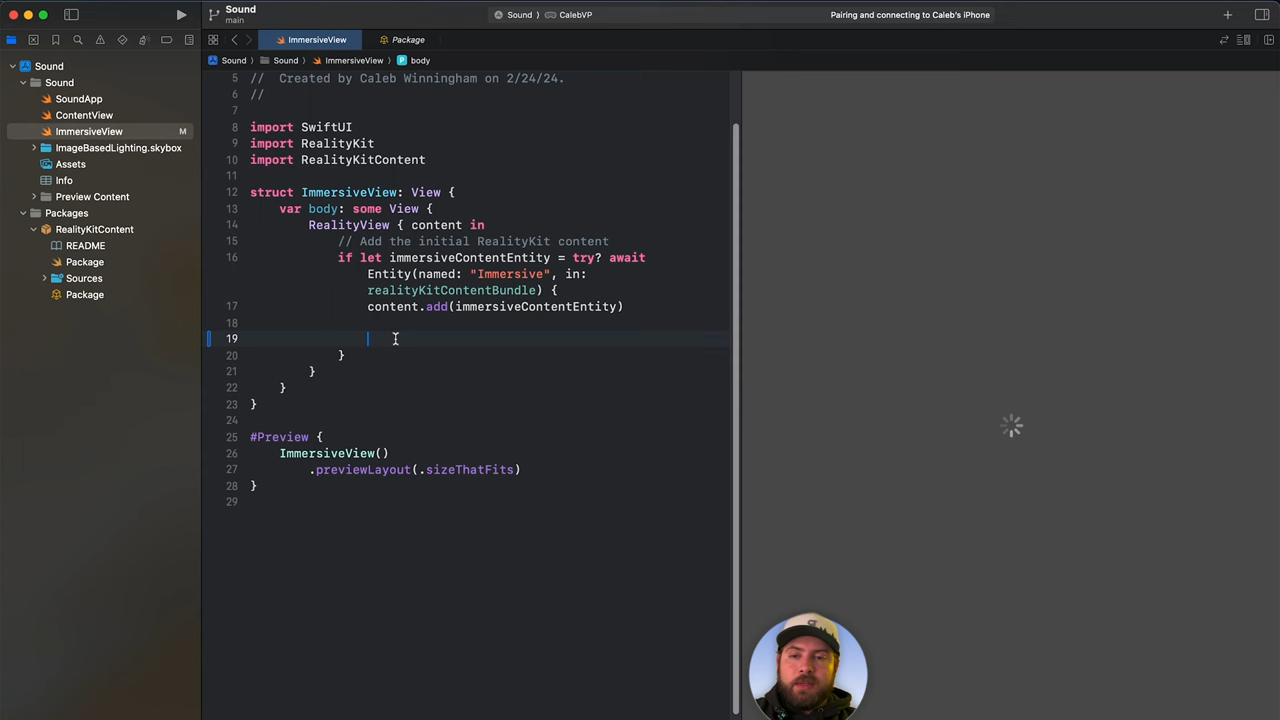 Sound
main
Sound 〉 CalebVP
Pairing and connecting to Caleb's iPhone
ImmersiveView
Package
Sound 〉 Sound 〉 ImmersiveView 〉 P body
Sound
Sound
SoundApp
ContentView
ImmersiveView M
ImageBasedLighting.skybox
Assets
Info
Preview Content
Packages
RealityKitContent
README
Package
Sources
Package
5 //  Created by Caleb Winningham on 2/24/24.
6 //
7
8 import SwiftUI
9 import RealityKit
10 import RealityKitContent
11
12 struct ImmersiveView: View {
13 var body: some View {
14 RealityView { content in
15 // Add the initial RealityKit content
16 if let immersiveContentEntity = try? await
Entity(named: "Immersive", in:
realityKitContentBundle) {
17 content.add(immersiveContentEntity)
18
19
20 }
21 }
22 }
23 }
24
25 #Preview {
26 ImmersiveView()
27 .previewLayout(.sizeThatFits)
28 }
29